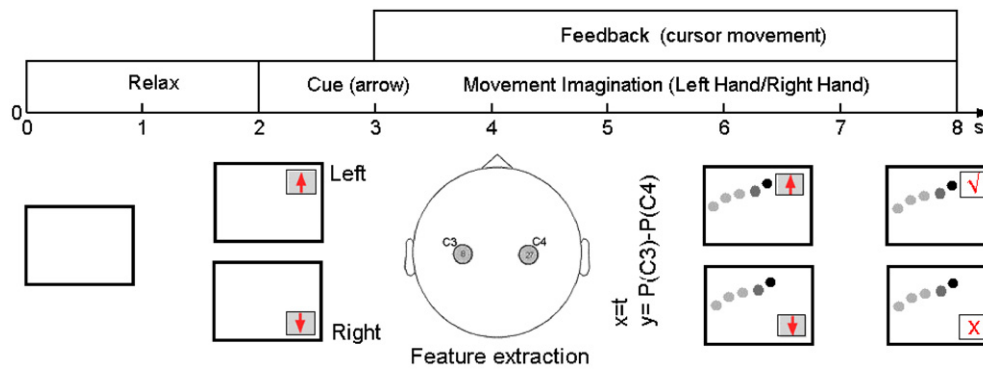 Feedback (cursor movement)
Relax
Cue (arrow)
Movement Imagination (Left Hand/Right Hand)
0
0 1 2 3 4 5 6 7 8 s
Left
Right
C3
C4
6
27
Feature extraction
x=t
y= P(C3)-P(C4)
√
x